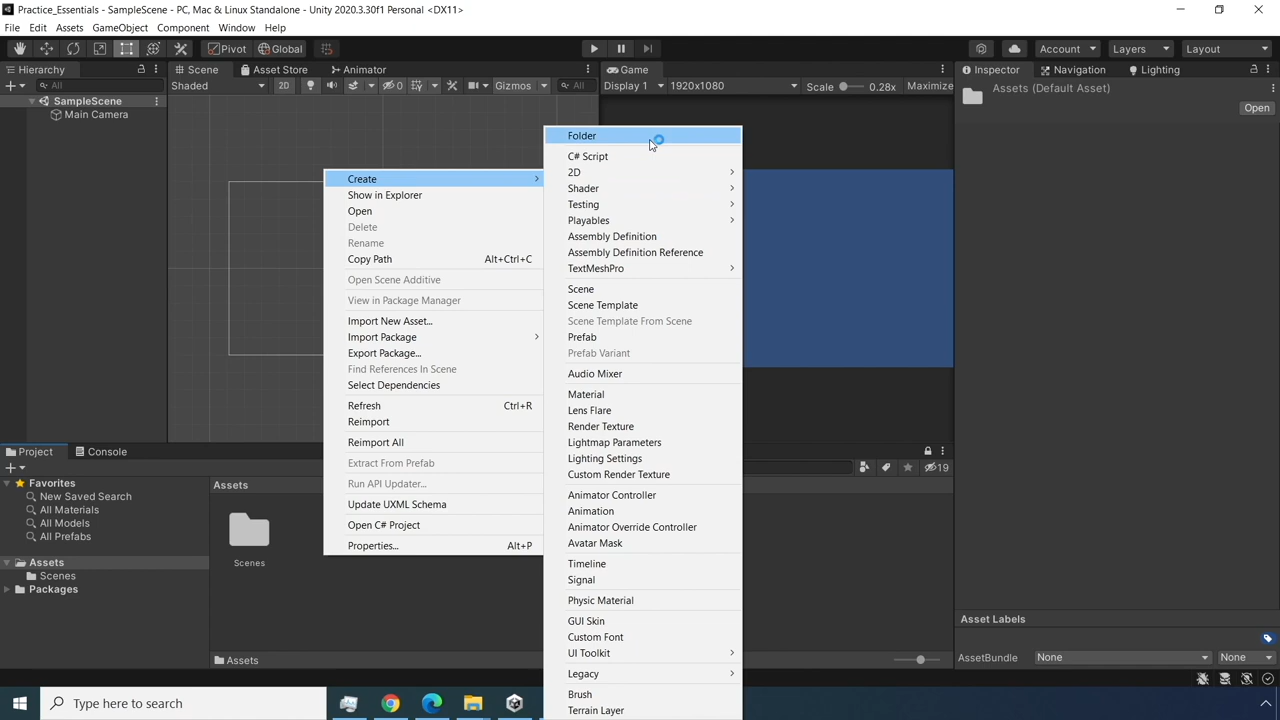 Practice_Essentials - SampleScene - PC, Mac & Linux Standalone - Unity 2020.3.30f1 Personal <DX11>
File Edit Assets GameObject Component Window Help
Pivot Global Account Layers Layout
Hierarchy Scene Asset Store Animator Game Inspector Navigation Lighting
All Shaded 2D 0 Gizmos All Display 1 1920x1080 Scale 0.28x Maximize Assets (Default Asset)
SampleScene
Open
Main Camera
Folder
C# Script
2D
Create
Shader
Show in Explorer
Testing
Open
Playables
Delete
Assembly Definition
Rename
Assembly Definition Reference
Copy Path Alt+Ctrl+C
TextMeshPro
Open Scene Additive
Scene
View in Package Manager
Scene Template
Import New Asset...
Scene Template From Scene
Import Package
Prefab
Export Package...
Prefab Variant
Find References In Scene
Audio Mixer
Select Dependencies
Material
Refresh Ctrl+R
Lens Flare
Reimport
Render Texture
Reimport All
Lightmap Parameters
Extract From Prefab
Lighting Settings
Run API Updater...
Custom Render Texture
Update UXML Schema
Animator Controller
Open C# Project
Animation
Properties... Alt+P
Animator Override Controller
Avatar Mask
Timeline
Signal
Physic Material
GUI Skin
Custom Font
UI Toolkit
Legacy
Brush
Terrain Layer
Project Console
19
Favorites
New Saved Search
All Materials
All Models
All Prefabs
Assets
Scenes
Packages
Assets
Scenes
Assets
Asset Labels
AssetBundle None None
Type here to search